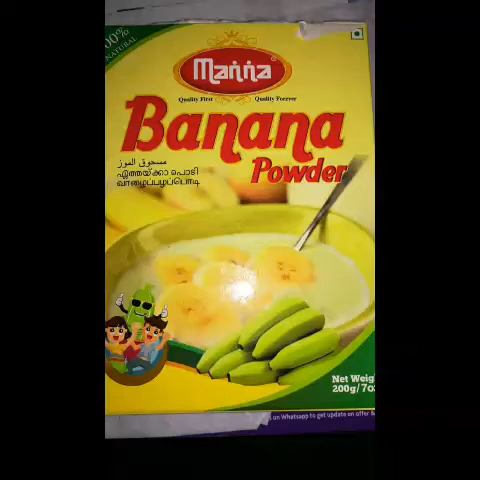 100%
NATURAL
Manna
Quality First Quality Forever
Banana
Powder
مسحوق الموز
ഏത്തയ്ക്കാ പൊടി
வாழைப்பழப்பொடி
Net Weig
200g/7o
on Whatsapp to get update on offer &